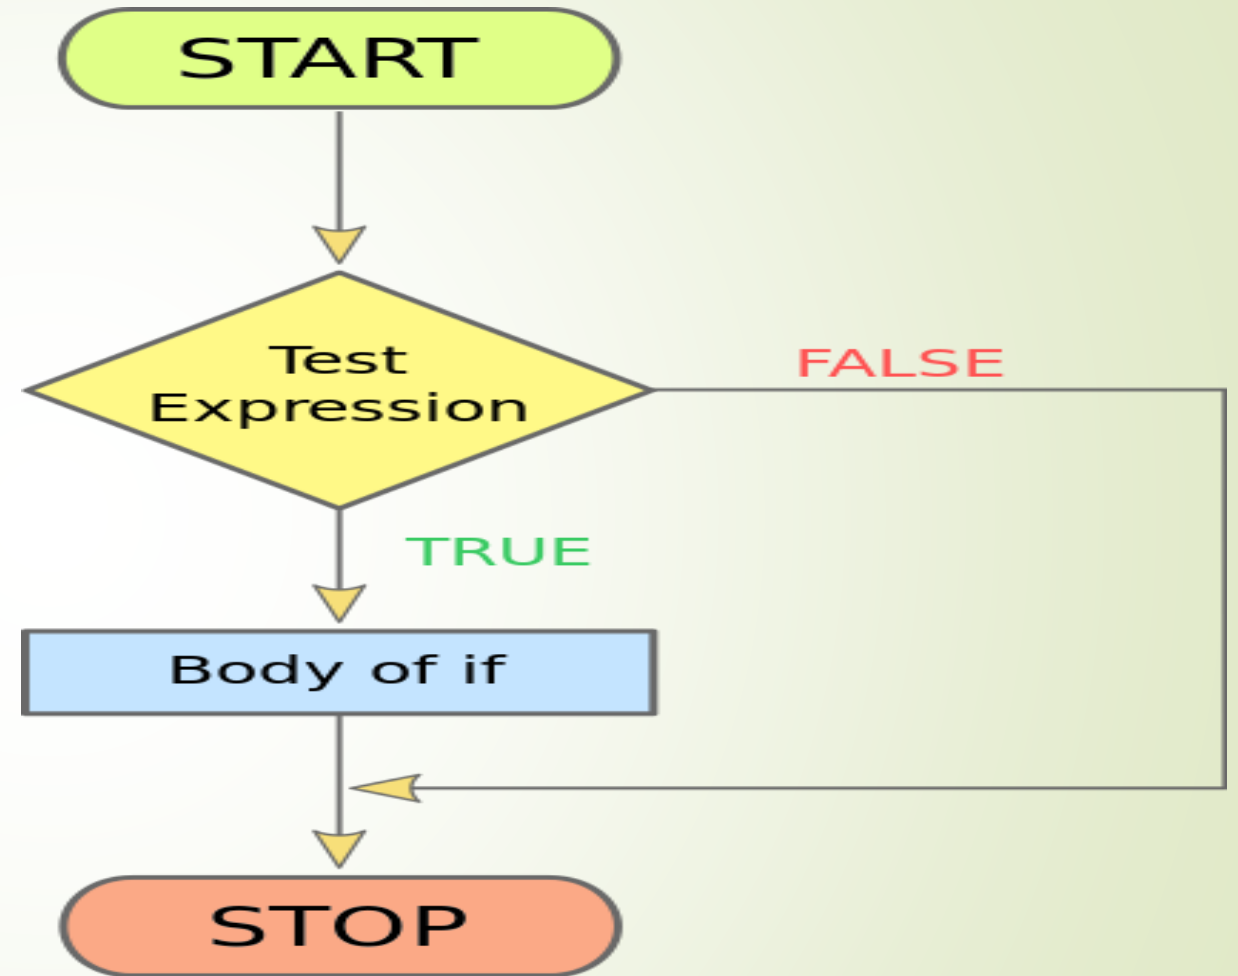 START
Test
Expression
FALSE
TRUE
Body of if
STOP